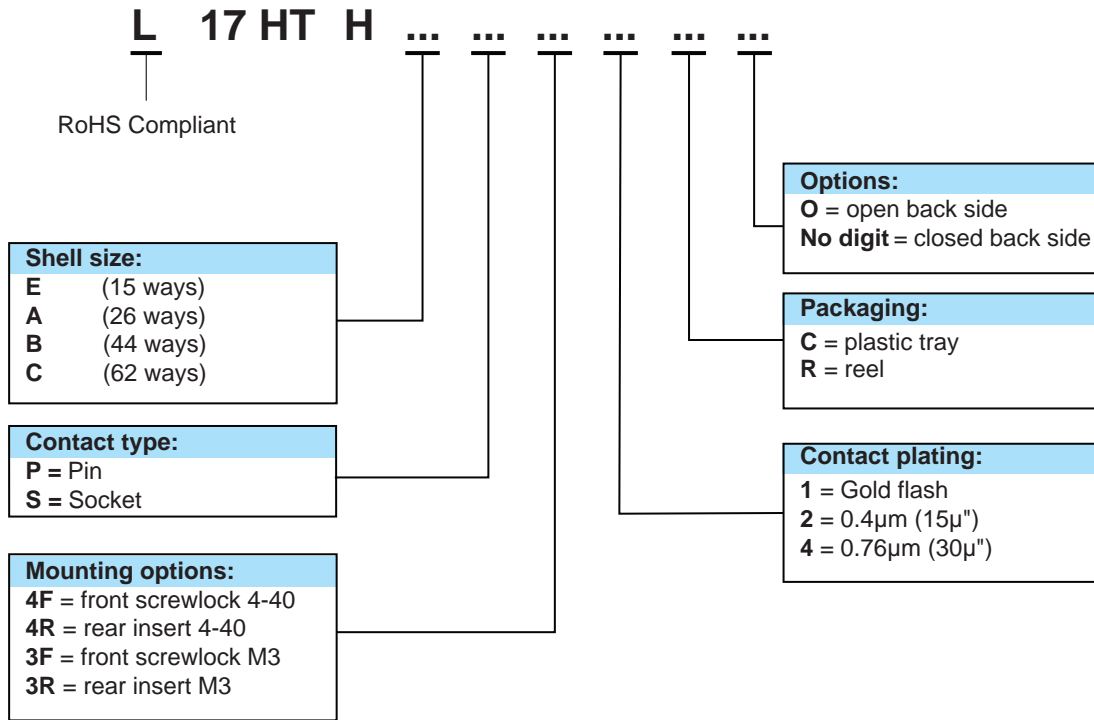 L 17 HT H ... ... ... ... ... ...
RoHS Compliant
Shell size:
E (15 ways)
A (26 ways)
B (44 ways)
C (62 ways)
Contact type:
P = Pin
S = Socket
Mounting options:
4F = front screwlock 4-40
4R = rear insert 4-40
3F = front screwlock M3
3R = rear insert M3
Options:
O = open back side
No digit = closed back side
Packaging:
C = plastic tray
R = reel
Contact plating:
1 = Gold flash
2 = 0.4µm (15µ")
4 = 0.76µm (30µ")